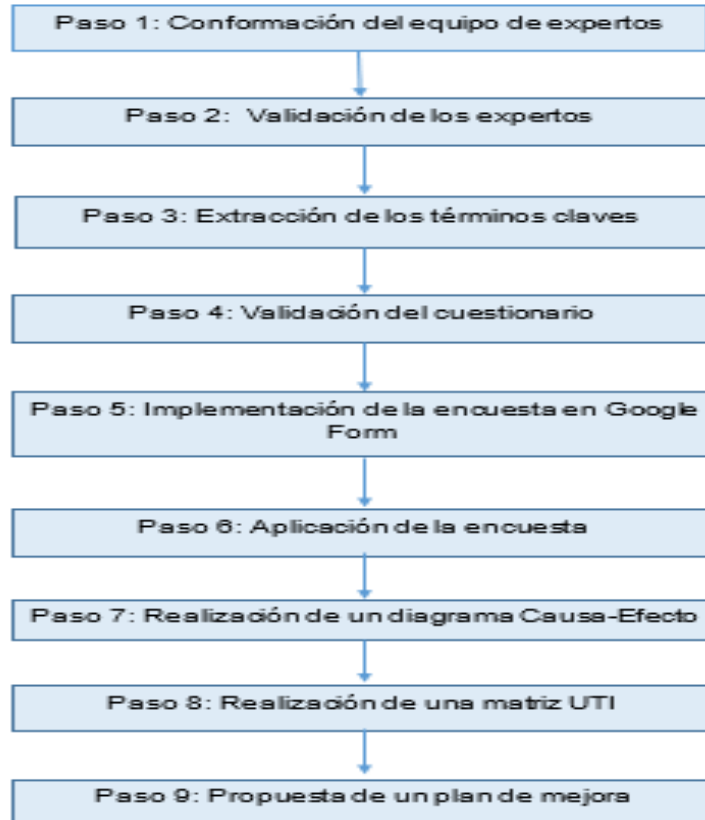 Paso 1: Conformación del equipo de expertos
Paso 2: Validación de los expertos
Paso 3: Extracción de los términos claves
Paso 4: Validación del cuestionario
Paso 5: Implementación de la encuesta en Google
Form
Paso 6: Aplicación de la encuesta
Paso 7: Realización de un diagrama Causa-Efecto
Paso 8: Realización de una matriz UTI
Paso 9: Propuesta de un plan de mejora